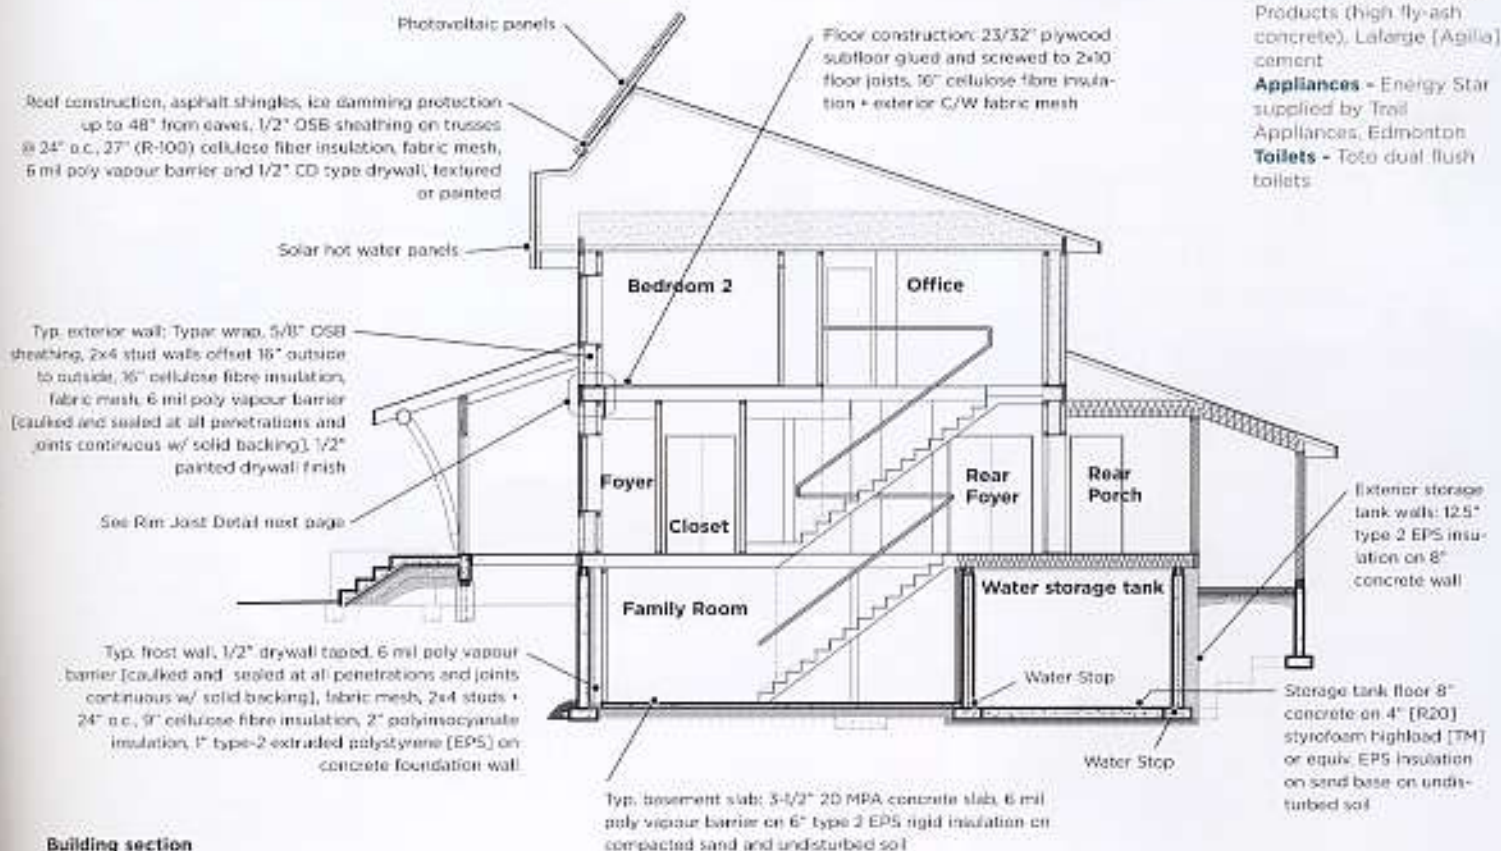 Photovoltaic panels
Floor construction: 23/32" plywood
subfloor glued and screwed to 2x10
floor joists, 16" cellulose fibre insula-
tion + exterior C/W fabric mesh
Products (high fly-ash
concrete), Lafarge [Agilia]
cement
Appliances - Energy Star
supplied by Trail
Appliances, Edmonton
Toilets - Toto dual flush
toilets
Roof construction, asphalt shingles, ice damming protection
up to 48" from eaves, 1/2" OSB sheathing on trusses
@ 24" o.c., 27" (R-100) cellulose fiber insulation, fabric mesh,
6 mil poly vapour barrier and 1/2" CD type drywall, textured
or painted
Solar hot water panels
Bedroom 2
Office
Typ. exterior wall: Typar wrap, 5/8" OSB
sheathing, 2x4 stud walls offset 16" outside
to outside, 16" cellulose fibre insulation,
fabric mesh, 6 mil poly vapour barrier
[caulked and sealed at all penetrations and
joints continuous w/ solid backing], 1/2"
painted drywall finish
See Rim Joist Detail next page
Foyer
Closet
Rear
Foyer
Rear
Porch
Exterior storage
tank walls: 12.5"
type 2 EPS insu-
lation on 8"
concrete wall
Family Room
Water storage tank
Typ. frost wall, 1/2" drywall taped, 6 mil poly vapour
barrier [caulked and sealed at all penetrations and joints
continuous w/ solid backing], fabric mesh, 2x4 studs +
24" o.c., 9" cellulose fibre insulation, 2" polyinsocyanate
insulation, 1" type-2 extruded polystyrene [EPS] on
concrete foundation wall
Water Stop
Water Stop
Storage tank floor 8"
concrete on 4" [R20]
styrofoam highload [TM]
or equiv. EPS insulation
on sand base on undis-
turbed soil
Typ. basement slab: 3-1/2" 20 MPA concrete slab, 6 mil
poly vapour barrier on 6" type 2 EPS rigid insulation on
compacted sand and undisturbed soil
Building section